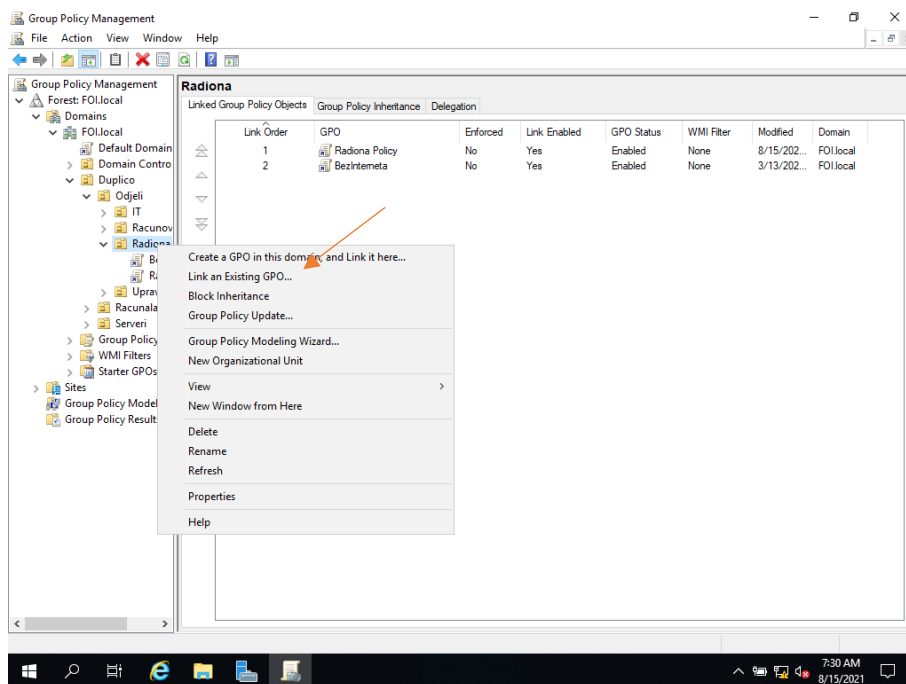 Group Policy Management
File Action View Window Help
Group Policy Management
Forest: FOI.local
Domains
FOI.local
Default Domain
Domain Contro
Duplico
Odjeli
IT
Racunov
Radiona
B
R
Uprav
Racunala
Serveri
Group Policy
WMI Filters
Starter GPOs
Sites
Group Policy Model
Group Policy Result
Radiona
Linked Group Policy Objects Group Policy Inheritance Delegation
Link Order GPO Enforced Link Enabled GPO Status WMI Filter Modified Domain
1 Radiona Policy No Yes Enabled None 8/15/202... FOI.local
2 BezInterneta No Yes Enabled None 3/13/202... FOI.local
Create a GPO in this domain, and Link it here...
Link an Existing GPO...
Block Inheritance
Group Policy Update...
Group Policy Modeling Wizard...
New Organizational Unit
View
New Window from Here
Delete
Rename
Refresh
Properties
Help
7:30 AM
8/15/2021